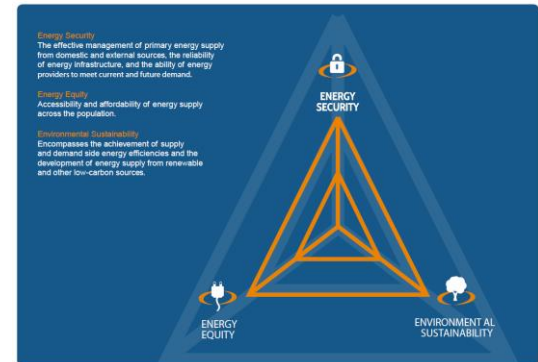 Energy Security
The effective management of primary energy supply
from domestic and external sources, the reliability
of energy infrastructure, and the ability of energy
providers to meet current and future demand.
Energy Equity
Accessibility and affordability of energy supply
across the population.
Environmental Sustainability
Encompasses the achievement of supply
and demand side energy efficiencies and the
development of energy supply from renewable
and other low-carbon sources.
ENERGY
SECURITY
ENERGY
EQUITY
ENVIRONMENT AL
SUSTAINABILITY